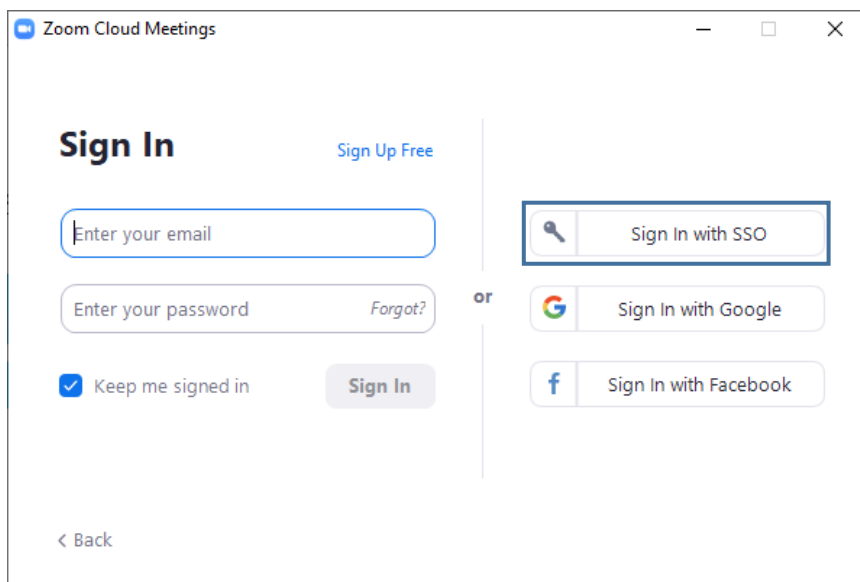 Zoom Cloud Meetings
Sign In
Sign Up Free
Enter your email
Enter your password
Forgot?
Keep me signed in
Sign In
or
Sign In with SSO
Sign In with Google
Sign In with Facebook
Back